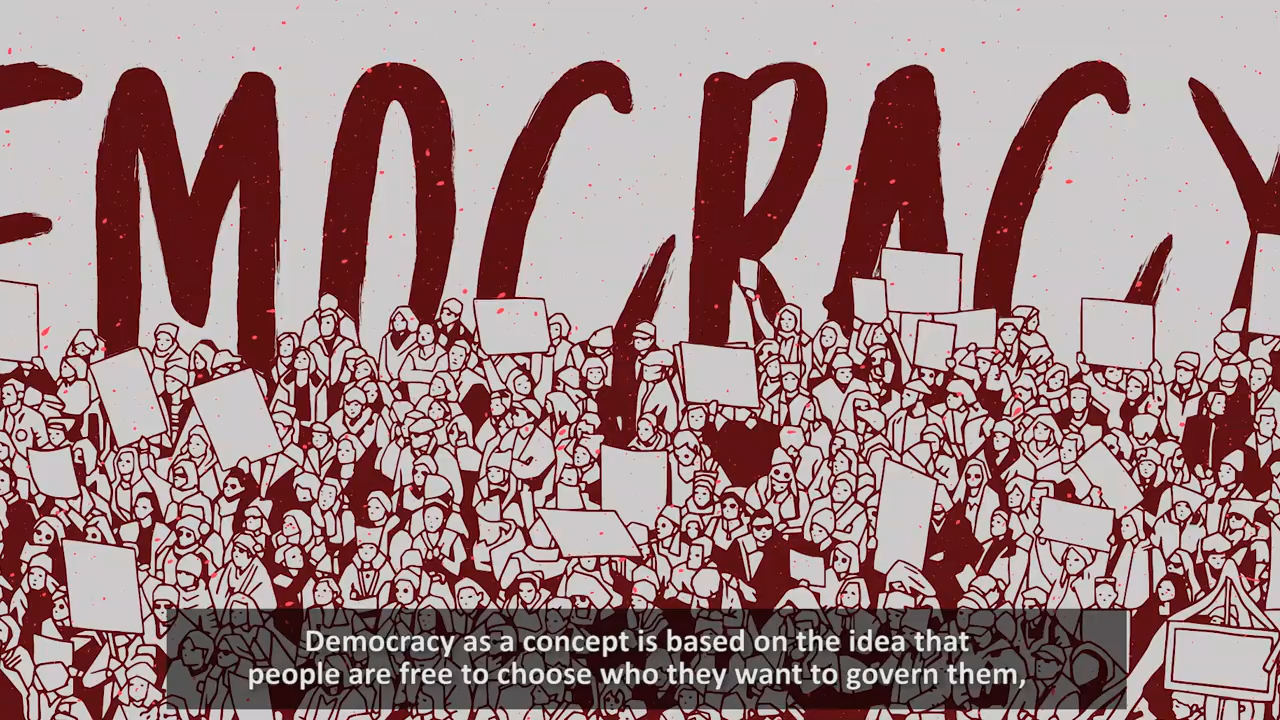 EMOCRACY
Democracy as a concept is based on the idea that
people are free to choose who they want to govern them,